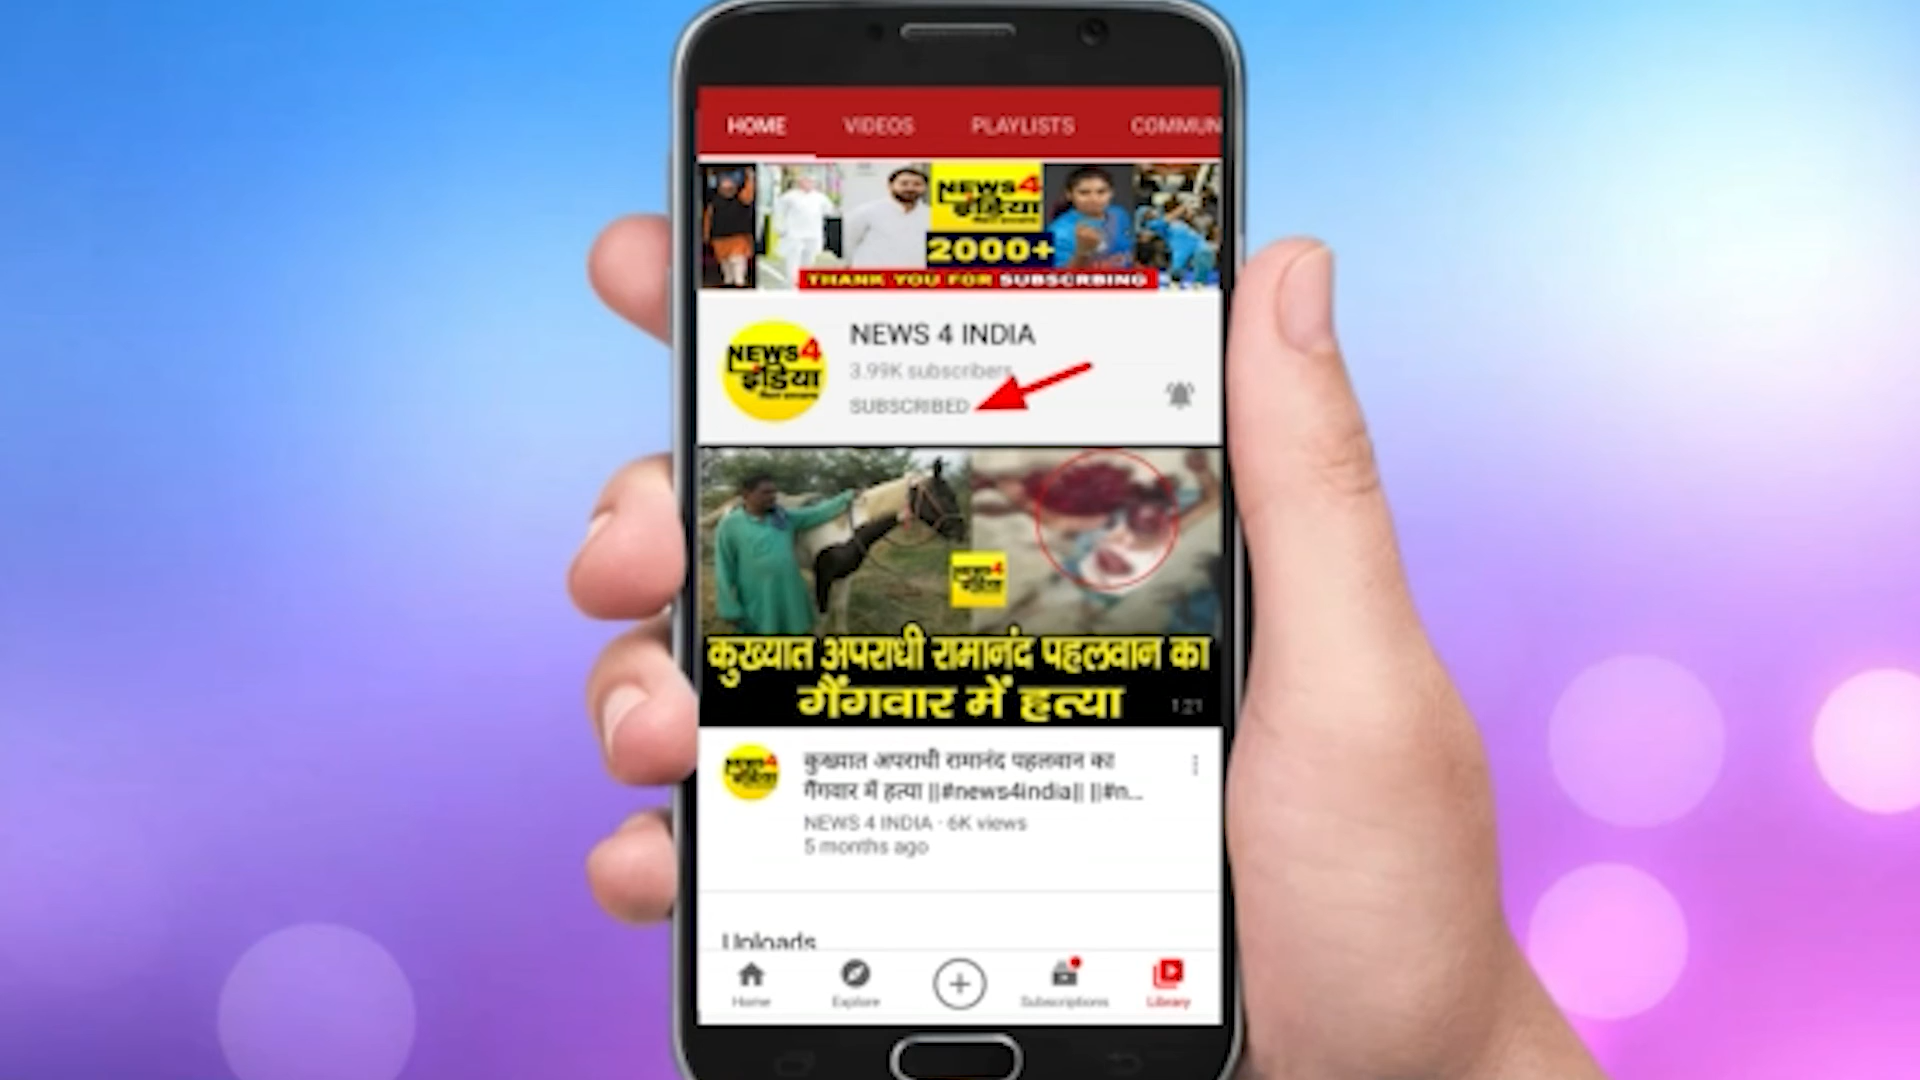 HOME VIDEOS PLAYLISTS COMMUN
NEWS4
इंडिया
2000+
THANK YOU FOR SUBSCRBING
NEWS 4 INDIA
3.99K subscribers
SUBSCRIBED
NEWS4
इंडिया
NEWS4
इंडिया
कुख्यात अपराधी रामानंद पहलवान का
गैंगवार में हत्या
1:21
NEWS4
इंडिया
कुख्यात अपराधी रामानंद पहलवान का
गैंगवार में हत्या ||#news4india|| ||#n...
NEWS 4 INDIA · 6K views
5 months ago
Uploads
Home Explore Subscriptions Library